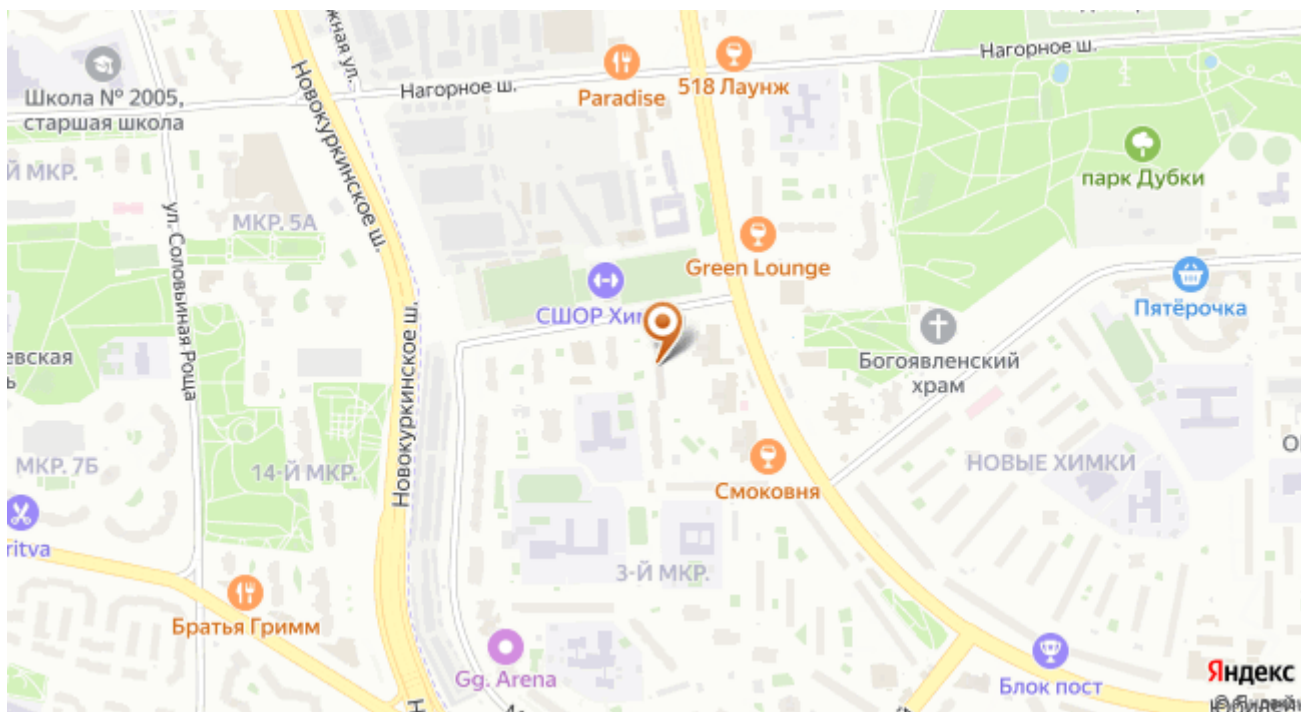 Нагорное ш.
Нагорное ш.
518 Лаунж
Paradise
Школа № 2005,
старшая школа
Новокуркинское ш.
парк Дубки
МКР. 5А
ул. Соловьиная Роща
Green Lounge
СШОР
Пятёрочка
Богоявленский
храм
Новокуркинское ш.
МКР. 7Б
14-Й МКР.
НОВЫЕ ХИМКИ
Смоковня
3-Й МКР.
Братья Гримм
Gg. Arena
Блок пост
Яндекс